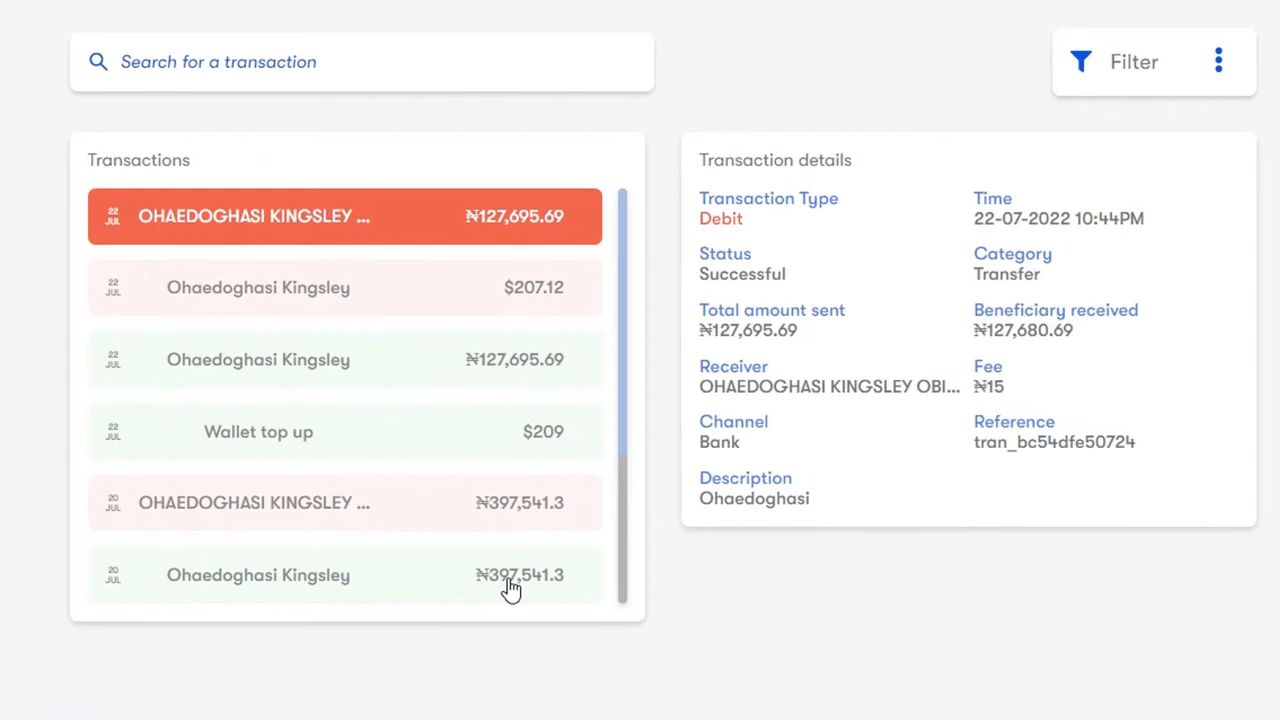 Search for a transaction
Filter
Transactions
22
JUL
OHAEDOGHASI KINGSLEY ...
₦127,695.69
22
JUL
Ohaedoghasi Kingsley
$207.12
22
JUL
Ohaedoghasi Kingsley
₦127,695.69
22
JUL
Wallet top up
$209
20
JUL
OHAEDOGHASI KINGSLEY ...
₦397,541.3
20
JUL
Ohaedoghasi Kingsley
₦397,541.3
Transaction details
Transaction Type
Debit
Time
22-07-2022 10:44PM
Status
Successful
Category
Transfer
Total amount sent
₦127,695.69
Beneficiary received
₦127,680.69
Receiver
OHAEDOGHASI KINGSLEY OBI...
Fee
₦15
Channel
Bank
Reference
tran_bc54dfe50724
Description
Ohaedoghasi